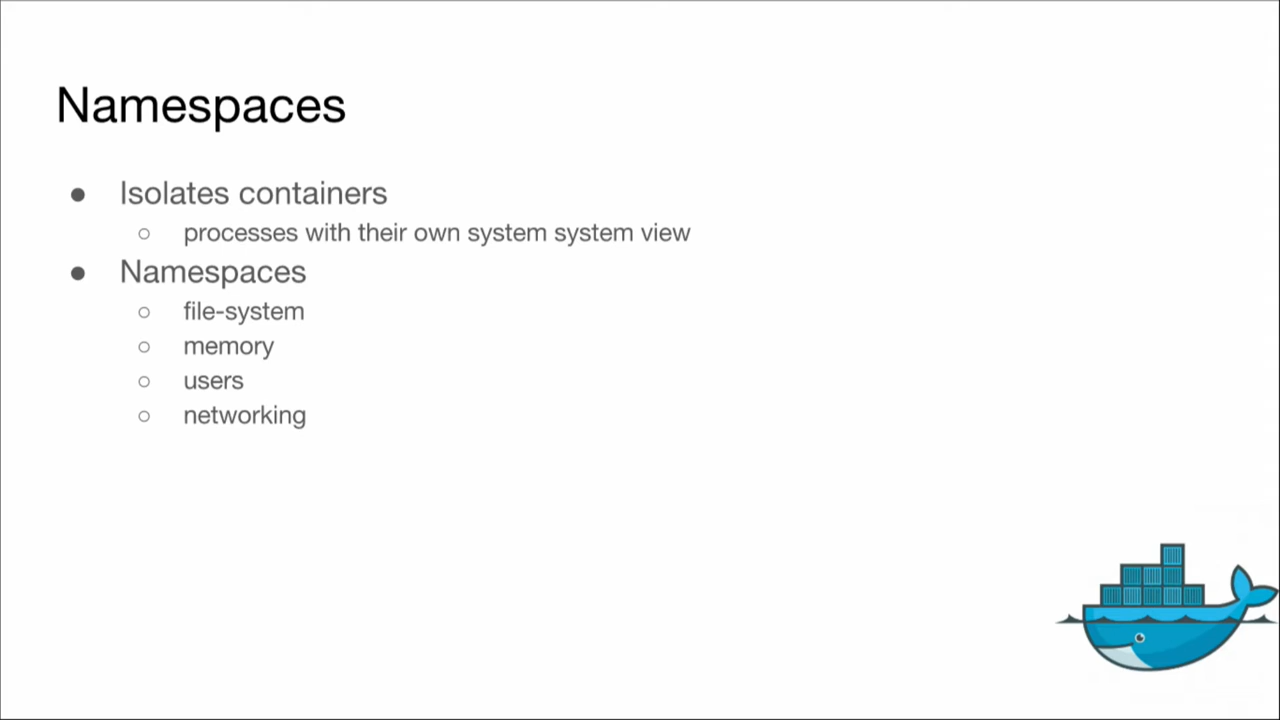 Namespaces
● Isolates containers
○ processes with their own system system view
● Namespaces
○ file-system
○ memory
○ users
○ networking